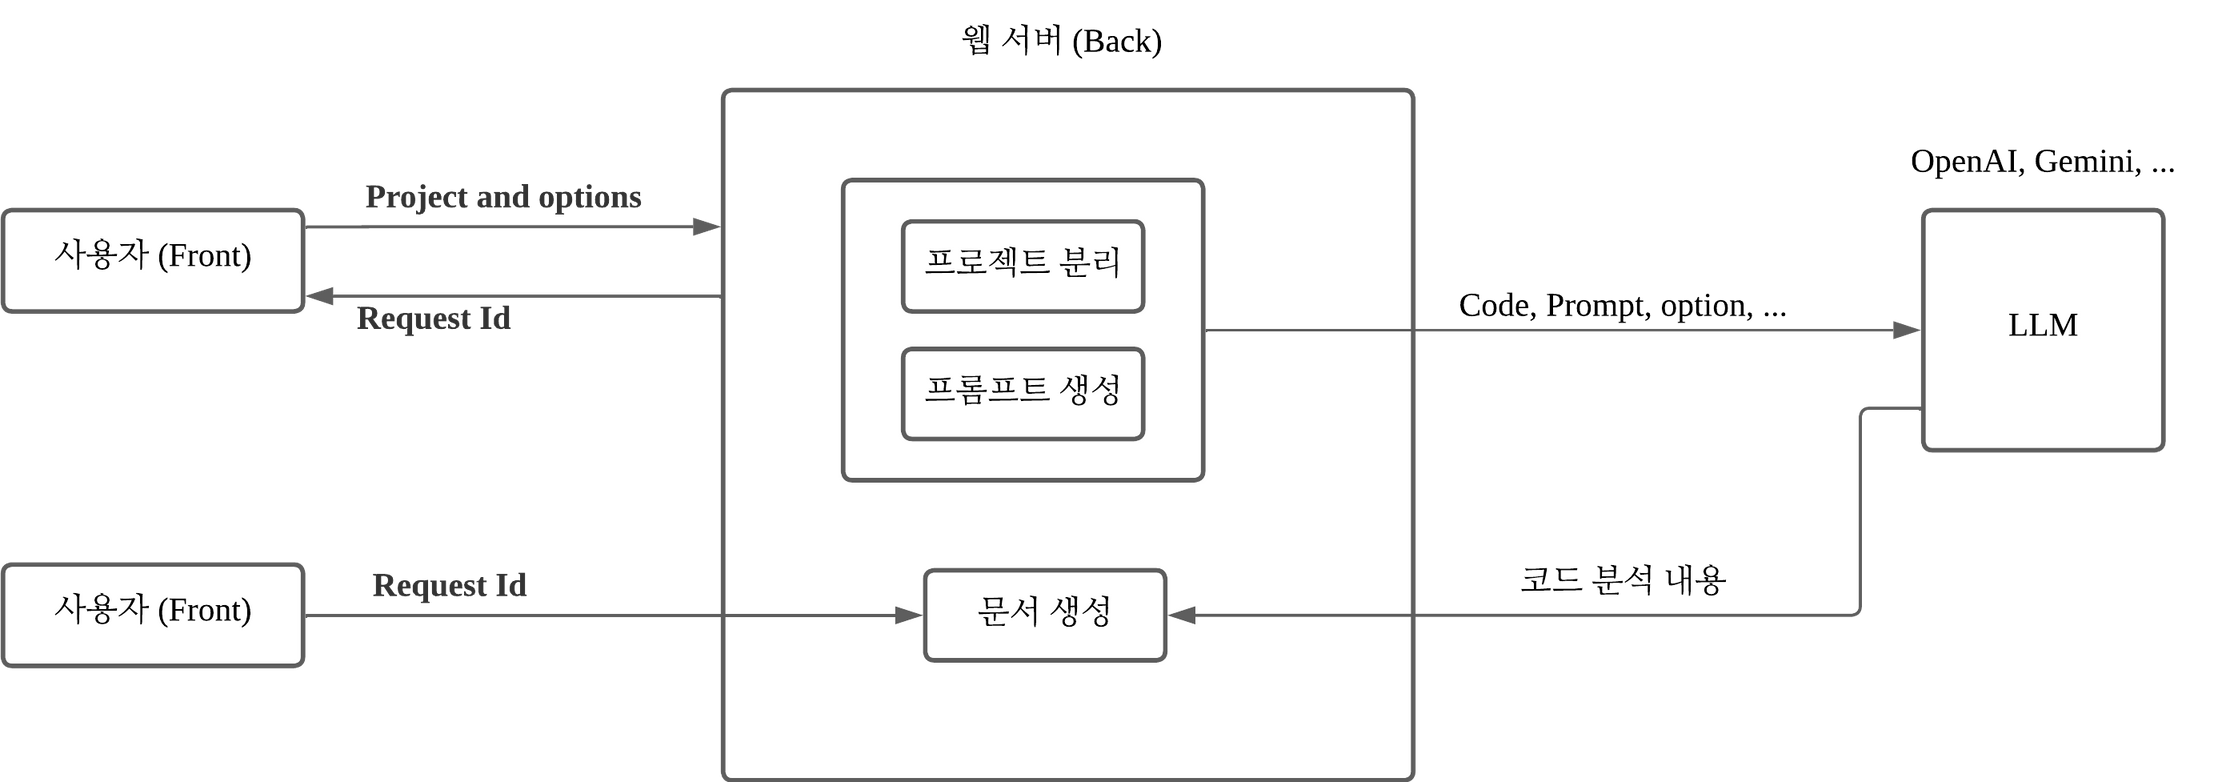 웹 서버 (Back)
OpenAI, Gemini, ...
Project and options
사용자 (Front)
프로젝트 분리
Request Id
Code, Prompt, option, ...
LLM
프롬프트 생성
사용자 (Front)
Request Id
문서 생성
코드 분석 내용